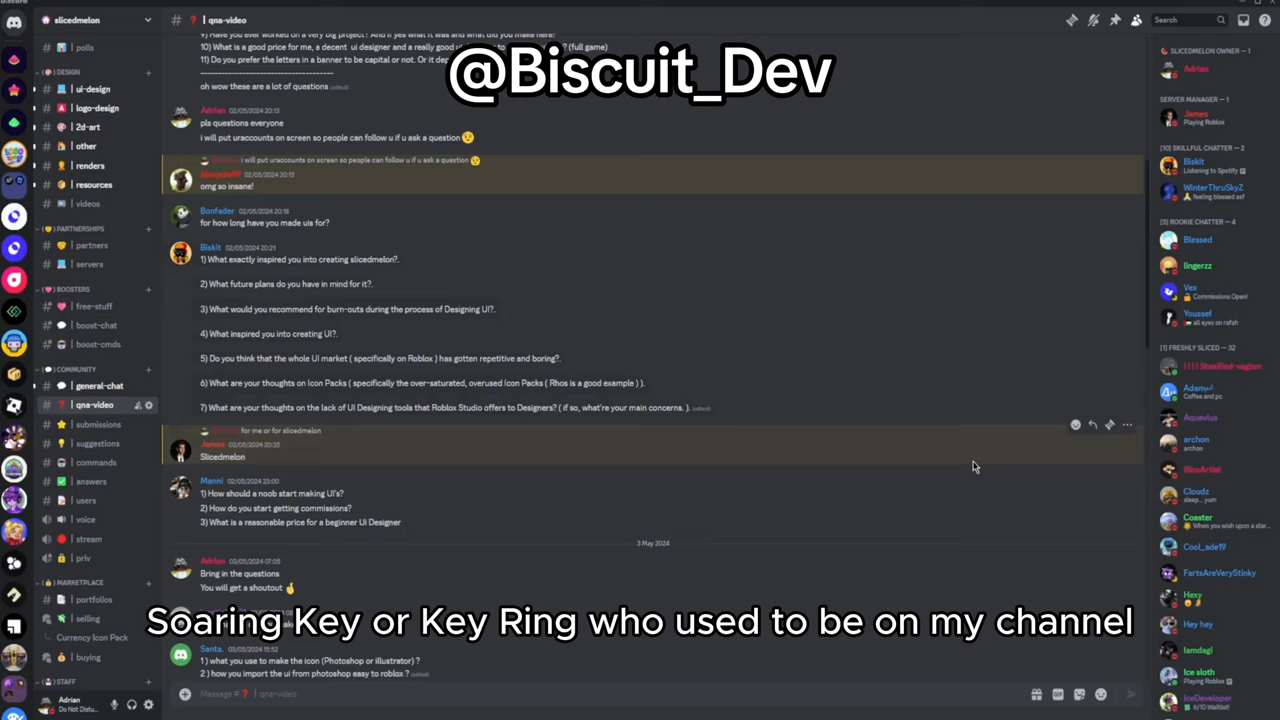 Discord
slicedmelon
# ❓ | qna-video
Search
# | polls
DESIGN
# | ui-design
# | logo-design
# | 2d-art
# | other
# | renders
# | resources
# | videos
| PARTNERSHIPS
# | partners
# | servers
| BOOSTERS
# | free-stuff
# | boost-chat
# | boost-cmds
| COMMUNITY
# | general-chat
# ❓ | qna-video
# | submissions
# | suggestions
# | commands
# | answers
| users
| voice
| stream
| priv
| MARKETPLACE
| portfolios
| selling
Currency Icon Pack
| buying
| STAFF
Adrian
Do Not Distu...
9) Have you ever worked on a very big project? And if yes what it was and what did you make there?
10) What is a good price for me, a decent ui designer and a really good ui
(full game)
11) Do you prefer the letters in a banner to be capital or not. Or it dep
-----------------------------------
oh wow these are a lot of questions (edited)
@Biscuit_Dev
Adrian 02/05/2024 20:13
pls questions everyone
i will put uraccounts on screen so people can follow u if u ask a question
i will put uraccounts on screen so people can follow u if u ask a question
02/05/2024 20:13
omg so insane!
Bonfader 02/05/2024 20:18
for how long have you made uis for?
Biskit 02/05/2024 20:21
1) What exactly inspired you into creating slicedmelon?.
2) What future plans do you have in mind for it?.
3) What would you recommend for burn-outs during the process of Designing UI?.
4) What inspired you into creating UI?.
5) Do you think that the whole UI market ( specifically on Roblox ) has gotten repetitive and boring?.
6) What are your thoughts on Icon Packs ( specifically the over-saturated, overused Icon Packs ( Rhos is a good example ) ).
7) What are your thoughts on the lack of UI Designing tools that Roblox Studio offers to Designers? ( if so, what're your main concerns. ). (edited)
for me or for slicedmelon
James 02/05/2024 20:35
Slicedmelon
Manni 02/05/2024 23:00
1) How should a noob start making UI's?
2) How do you start getting commissions?
3) What is a reasonable price for a beginner Ui Designer
3 May 2024
Adrian 03/05/2024 07:05
Bring in the questions
You will get a shoutout
Soaring Key or Key Ring who used to be on my channel
Santa. 03/05/2024 15:52
1 ) what you use to make the icon (Photoshop or illustrator) ?
2 ) how you import the ui from photoshop easy to roblox ? (edited)
Message # ❓ | qna-video
SLICEDMELON OWNER — 1
Adrian
SERVER MANAGER — 1
James
Playing Roblox
[10] SKILLFUL CHATTER — 2
Biskit
Listening to Spotify
WinterThruSkyZ
feeling blessed asf
[5] ROOKIE CHATTER — 4
Blessed
lingerzz
Vex
Commissions Open!
Youssef
all eyes on rafah
[1] FRESHLY SLICED — 32
Adam
Coffee and pc
Aquevius
archon
archon
BloxArtist
Cloudz
sleep... yum
Coaster
When you wish upon a star...
Cool_ade19
FartsAreVeryStinky
Hexy
Hey hey
Iamdagi
Ice sloth
Playing Roblox
IceDeveloper
6/10 Waitlist!